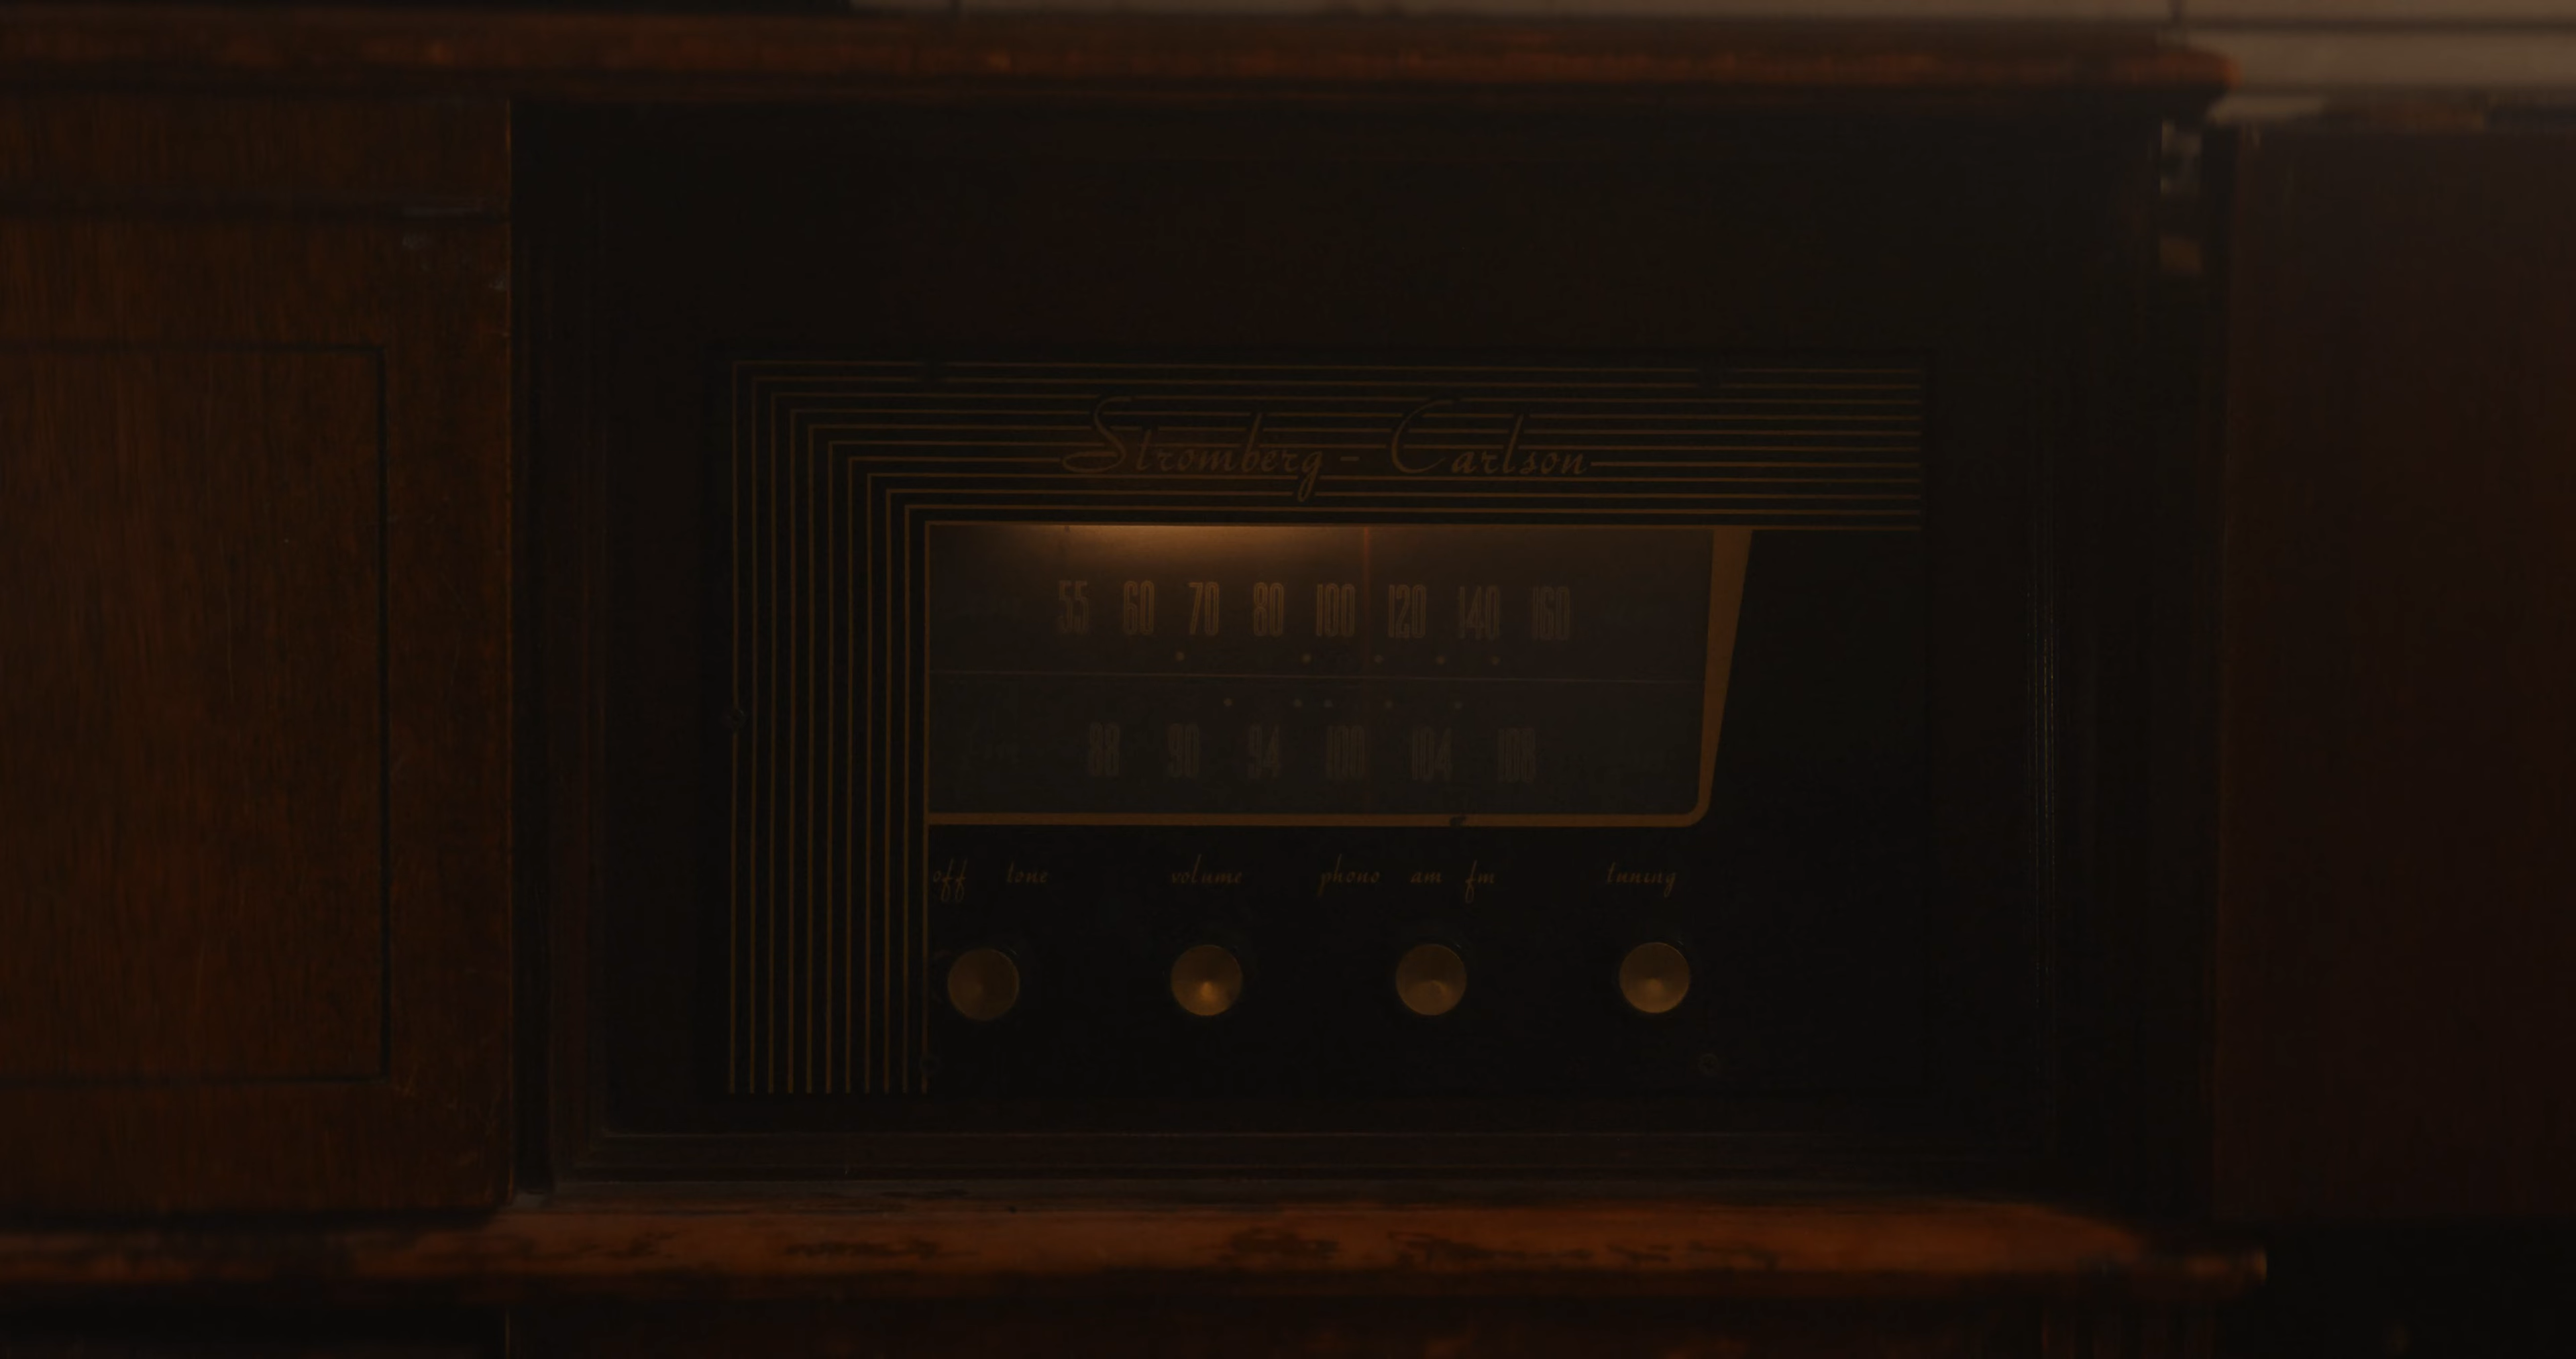 Stromberg-Carlson
55 60 70 80 100 120 140 160
88 90 94 100 104 108
off tone volume phono am fm tuning